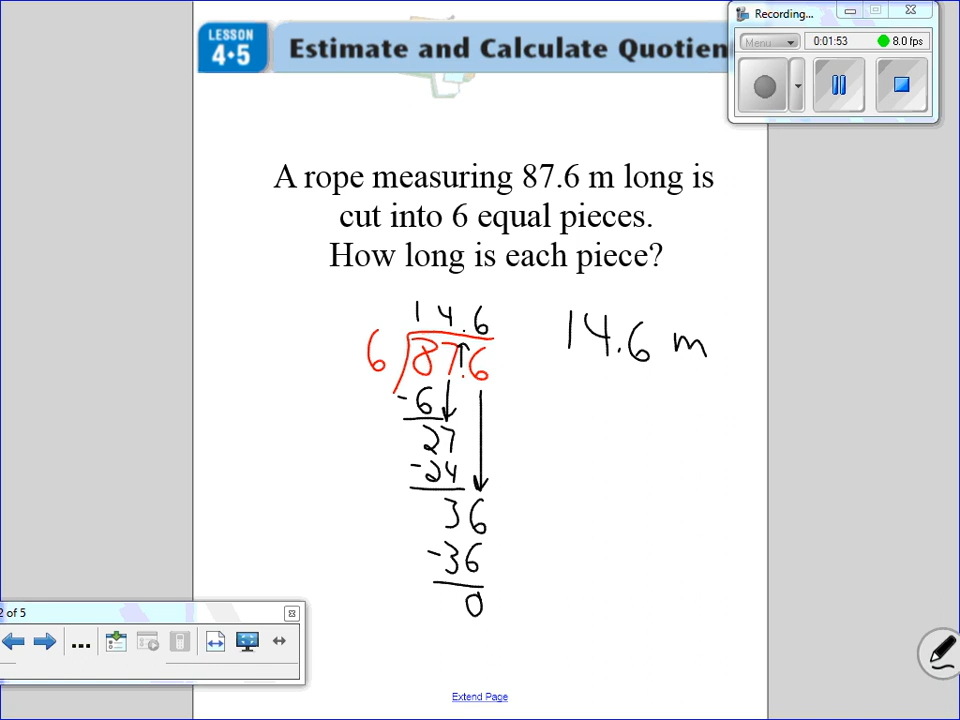 LESSON
4•5
Estimate and Calculate Quotien
Recording...
Menu
0:01:53
8.0 fps
A rope measuring 87.6 m long is
cut into 6 equal pieces.
How long is each piece?
14.6
14.6 m
6 87.6
-6
27
-24
36
-36
0
2 of 5
...
Extend Page